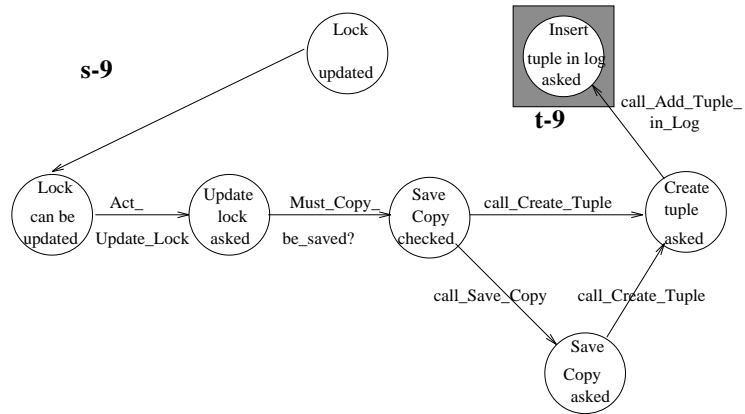 Lock
updated
s-9
Insert
tuple in log
asked
t-9
call_Add_Tuple_
in_Log
Lock
can be
updated
Act_
Update_Lock
Update
lock
asked
Must_Copy_
be_saved?
Save
Copy
checked
call_Create_Tuple
Create
tuple
asked
call_Save_Copy
call_Create_Tuple
Save
Copy
asked